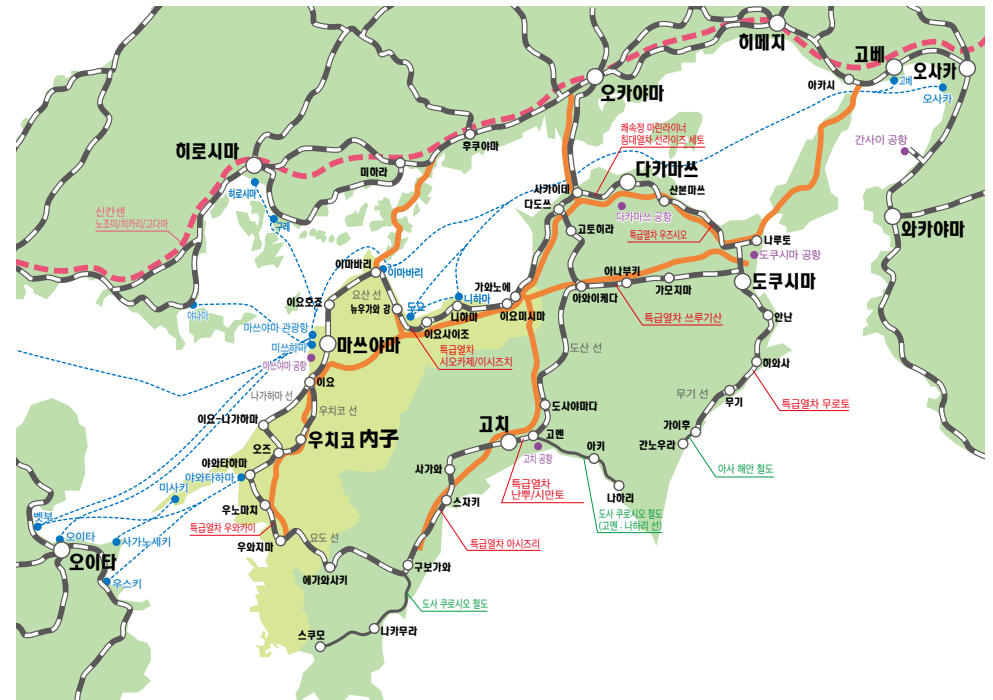 히메지
고베
오사카
고베
아카시
오사카
오카야마
쾌속정 마린라이너
침대열차 선라이즈 세토
간사이 공항
후쿠야마
히로시마
미하라
다카마쓰
사카이데
산본마쓰
다도쓰
히로시마
구레
다카마쓰 공항
와카야마
신칸센
노조미/히카리/고다마
고토히라
특급열차 우즈시오
나루토
도쿠시마 공항
이마바리
이마바리
아나부키
도쿠시마
가와노에
가모지마
요산 선
니하마
아와이케다
이요호조
뉴우가와 강
도요
니하마
이요미시마
야나이
안난
마쓰야마 관광항
이요사이조
특급열차 쓰루기산
미쓰하마
마쓰야마
특급열차
시오카제/이시즈치
도산 선
마쓰야마 공항
히와사
이요
나가하마 선
무기 선
무기
특급열차 무로토
우치코 선
도사야마다
이요-나가하마
고치
고멘
가이후
우치코 内子
간노우라
오즈
고치 공항
아키
야와타하마
사가와
아사 해안 철도
야와타하마
특급열차
난뿌/시만토
나하리
미사키
스자키
우노마치
도사 쿠로시오 철도
(고멘 - 나하리 선)
벳부
특급열차 우와카이
오이타
사가노세키
우와지마
요도 선
특급열차 아시즈리
오이타
에가와사키
구보가와
우스키
도사 쿠로시오 철도
나카무라
스쿠모